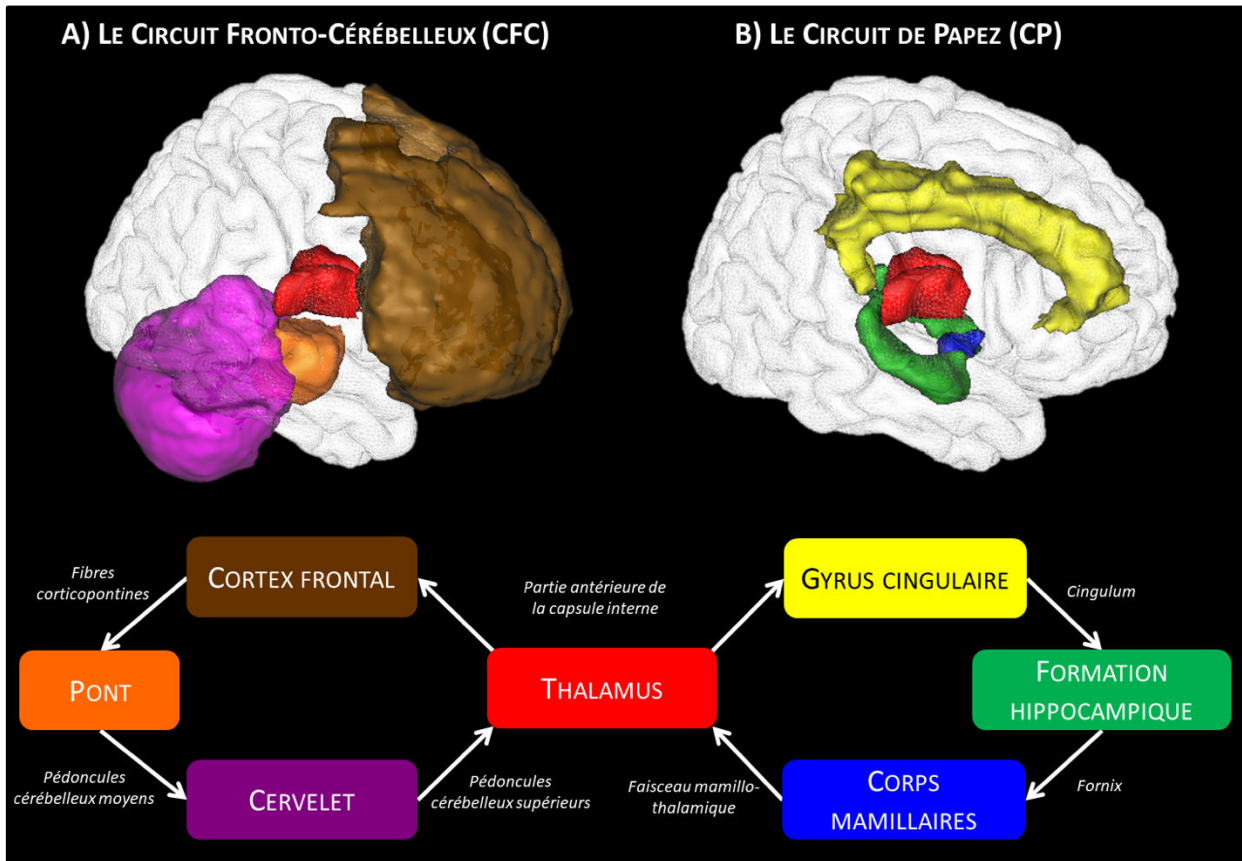 A) LE CIRCUIT FRONTO-CÉRÉBELLEUX (CFC)
B) LE CIRCUIT DE PAPEZ (CP)
Fibres
corticopontines
CORTEX FRONTAL
Partie antérieure de
la capsule interne
GYRUS CINGULAIRE
Cingulum
PONT
THALAMUS
FORMATION
HIPPOCAMPIQUE
Pédoncules
cérébelleux moyens
CERVELET
Pédoncules
cérébelleux supérieurs
Faisceau mamillo-
thalamique
CORPS
MAMILLAIRES
Fornix